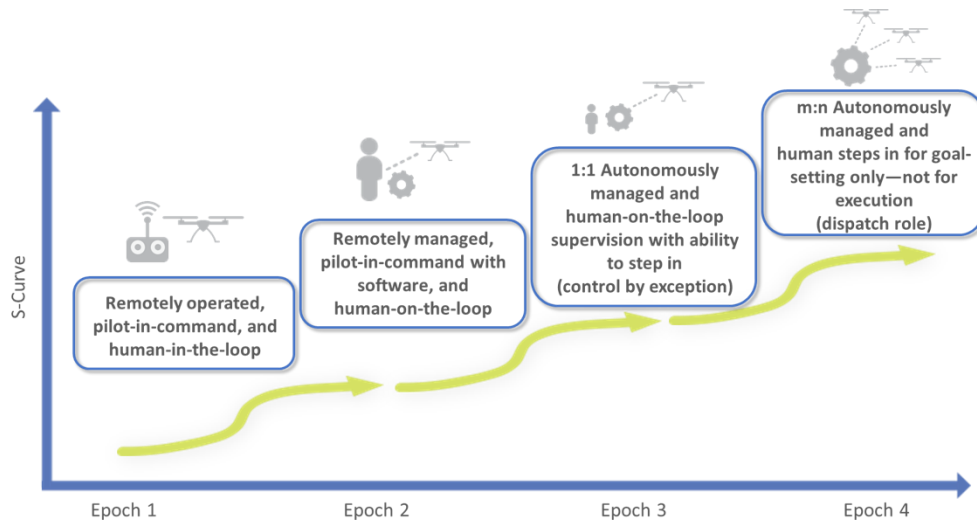 S-Curve
Remotely operated,
pilot-in-command, and
human-in-the-loop
Remotely managed,
pilot-in-command with
software, and
human-on-the-loop
1:1 Autonomously
managed and
human-on-the-loop
supervision with ability
to step in
(control by exception)
m:n Autonomously
managed and
human steps in for goal-
setting only—not for
execution
(dispatch role)
Epoch 1
Epoch 2
Epoch 3
Epoch 4